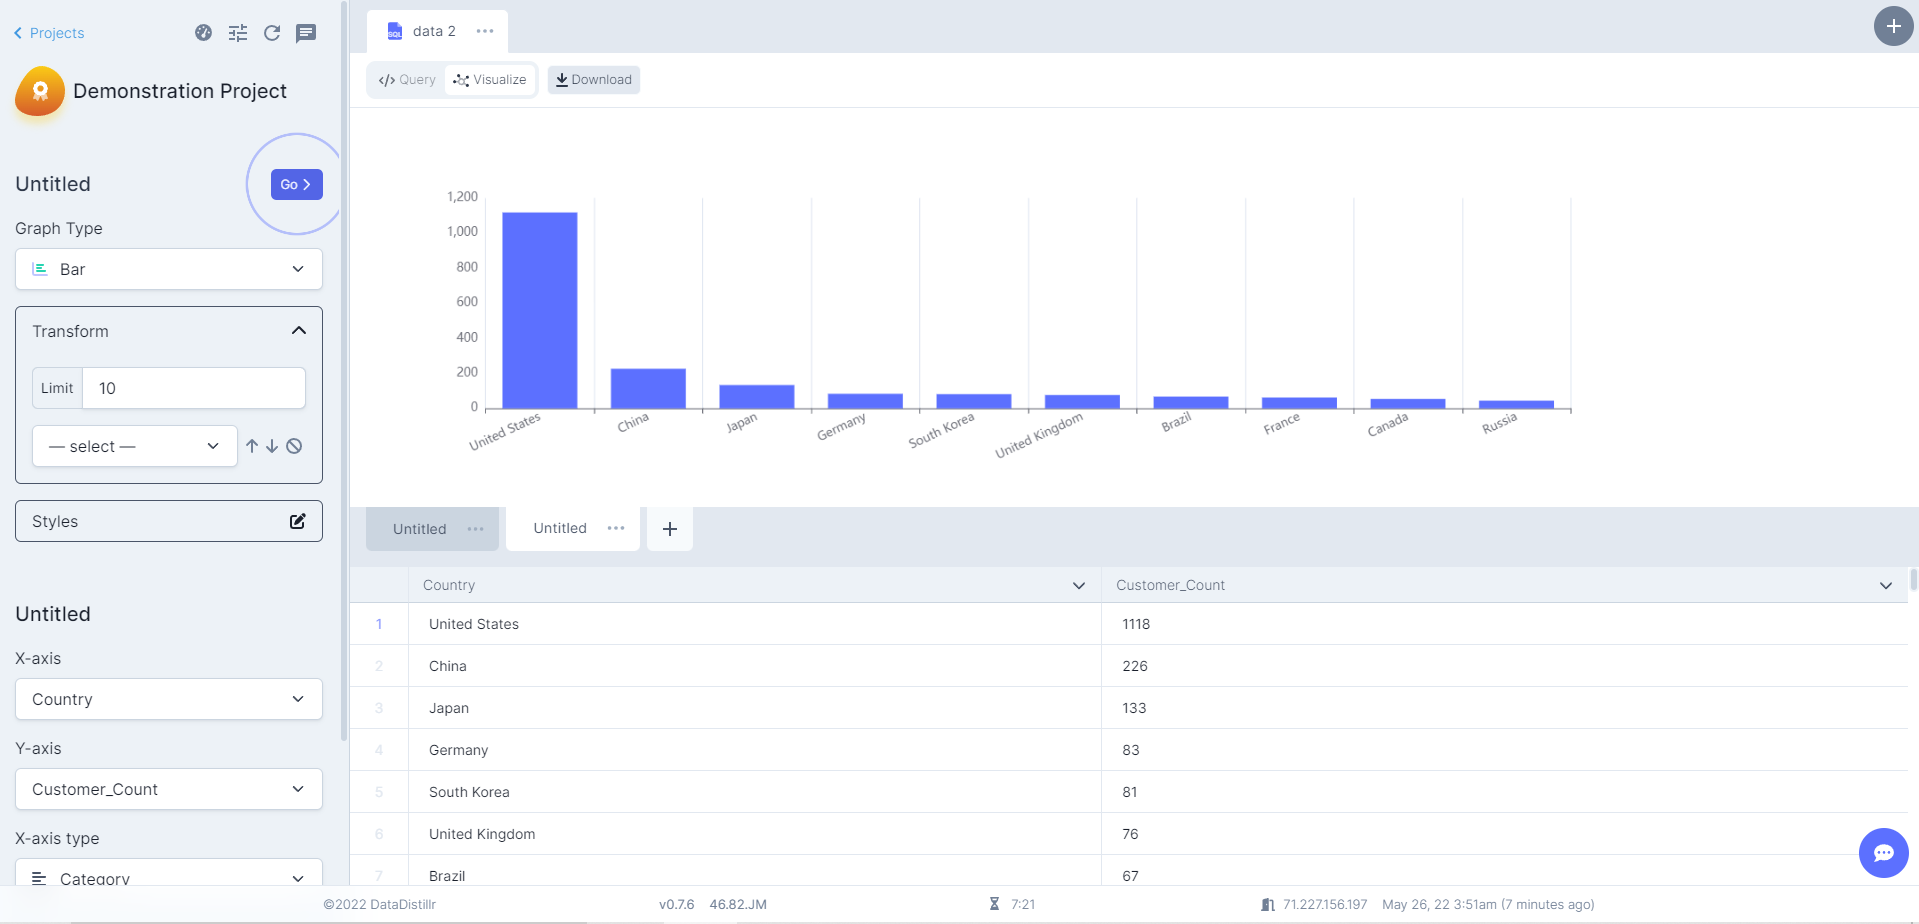 Projects
Demonstration Project
Untitled
Go
Graph Type
Bar
Transform
Limit 10
— select —
Styles
Untitled
X-axis
Country
Y-axis
Customer_Count
X-axis type
Category
SQL data 2
</> Query Visualize Download
1,200
1,000
800
600
400
200
0
United States China Japan Germany South Korea United Kingdom Brazil France Canada Russia
Untitled Untitled
Country Customer_Count
1 United States 1118
2 China 226
3 Japan 133
4 Germany 83
5 South Korea 81
6 United Kingdom 76
7 Brazil 67
©2022 DataDistillr v0.7.6 46.82.JM 7:21 71.227.156.197 May 26, 22 3:51am (7 minutes ago)